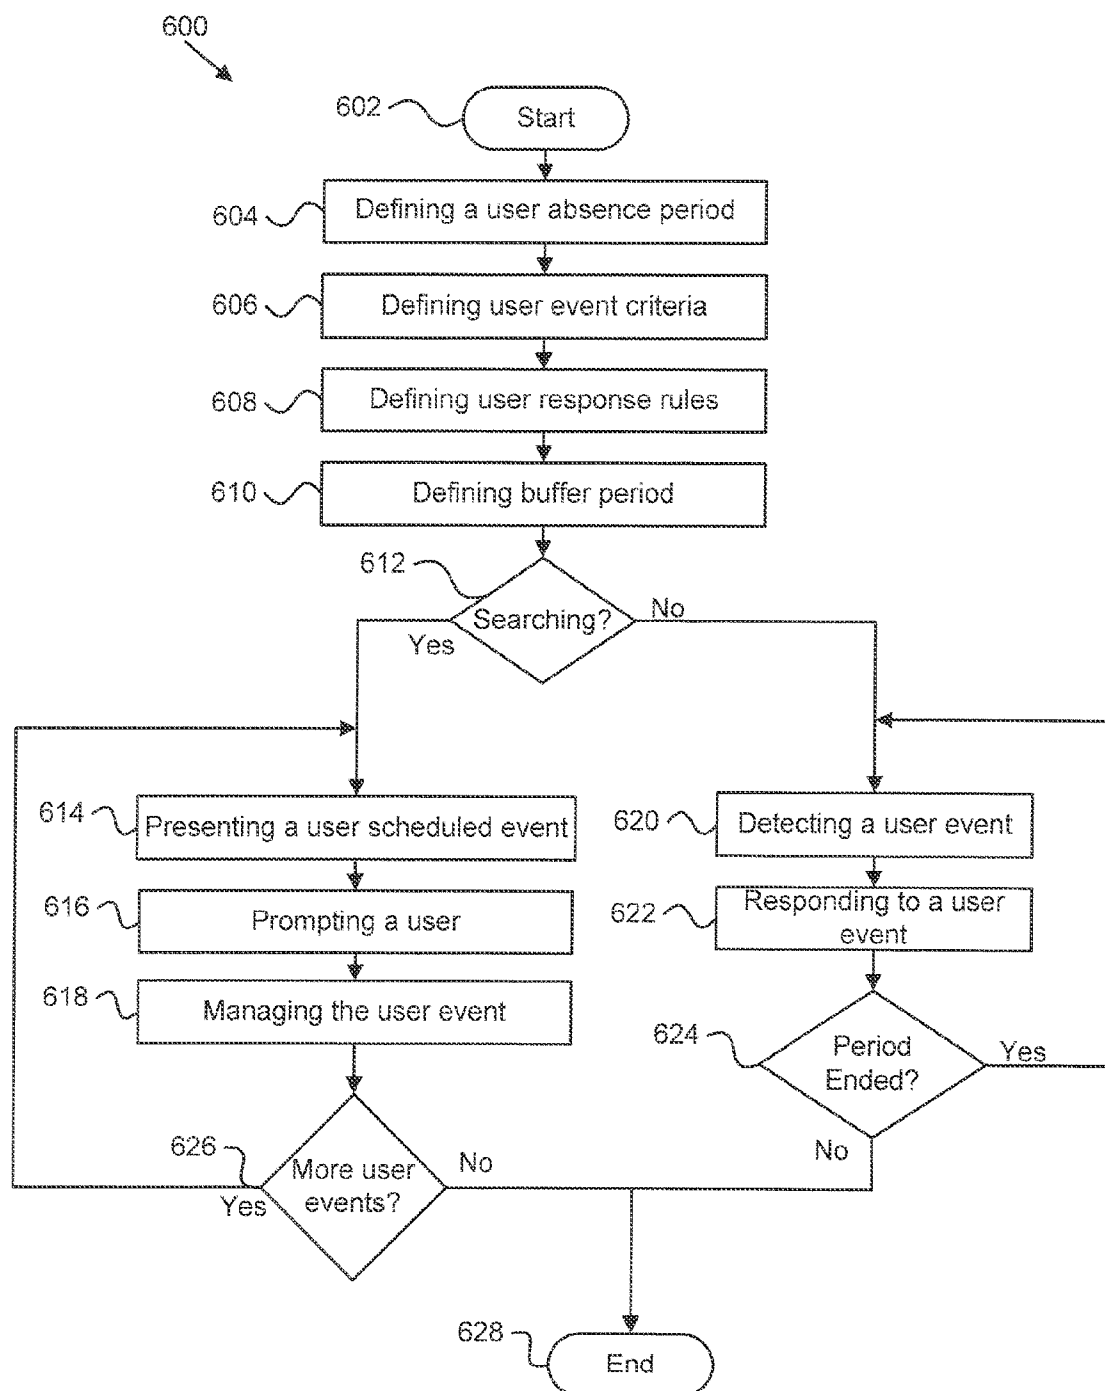 600
602
Start
604
Defining a user absence period
606
Defining user event criteria
608
Defining user response rules
610
Defining buffer period
612
Searching?
No
Yes
614
Presenting a user scheduled event
620
Detecting a user event
616
Prompting a user
622
Responding to a user
event
618
Managing the user event
624
Period
Ended?
Yes
No
626
More user
events?
Yes
No
628
End